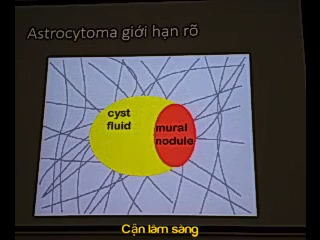 Astrocytoma giới hạn rõ
cyst
fluid
mural
nodule
Cận lâm sàng